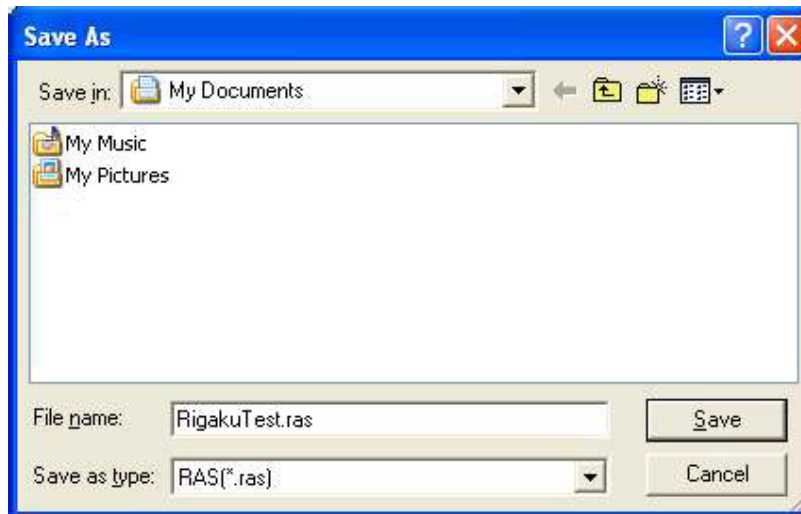 Save As
Save in: My Documents
My Music
My Pictures
File name: RigakuTest.ras Save
Save as type: RAS(*.ras) Cancel